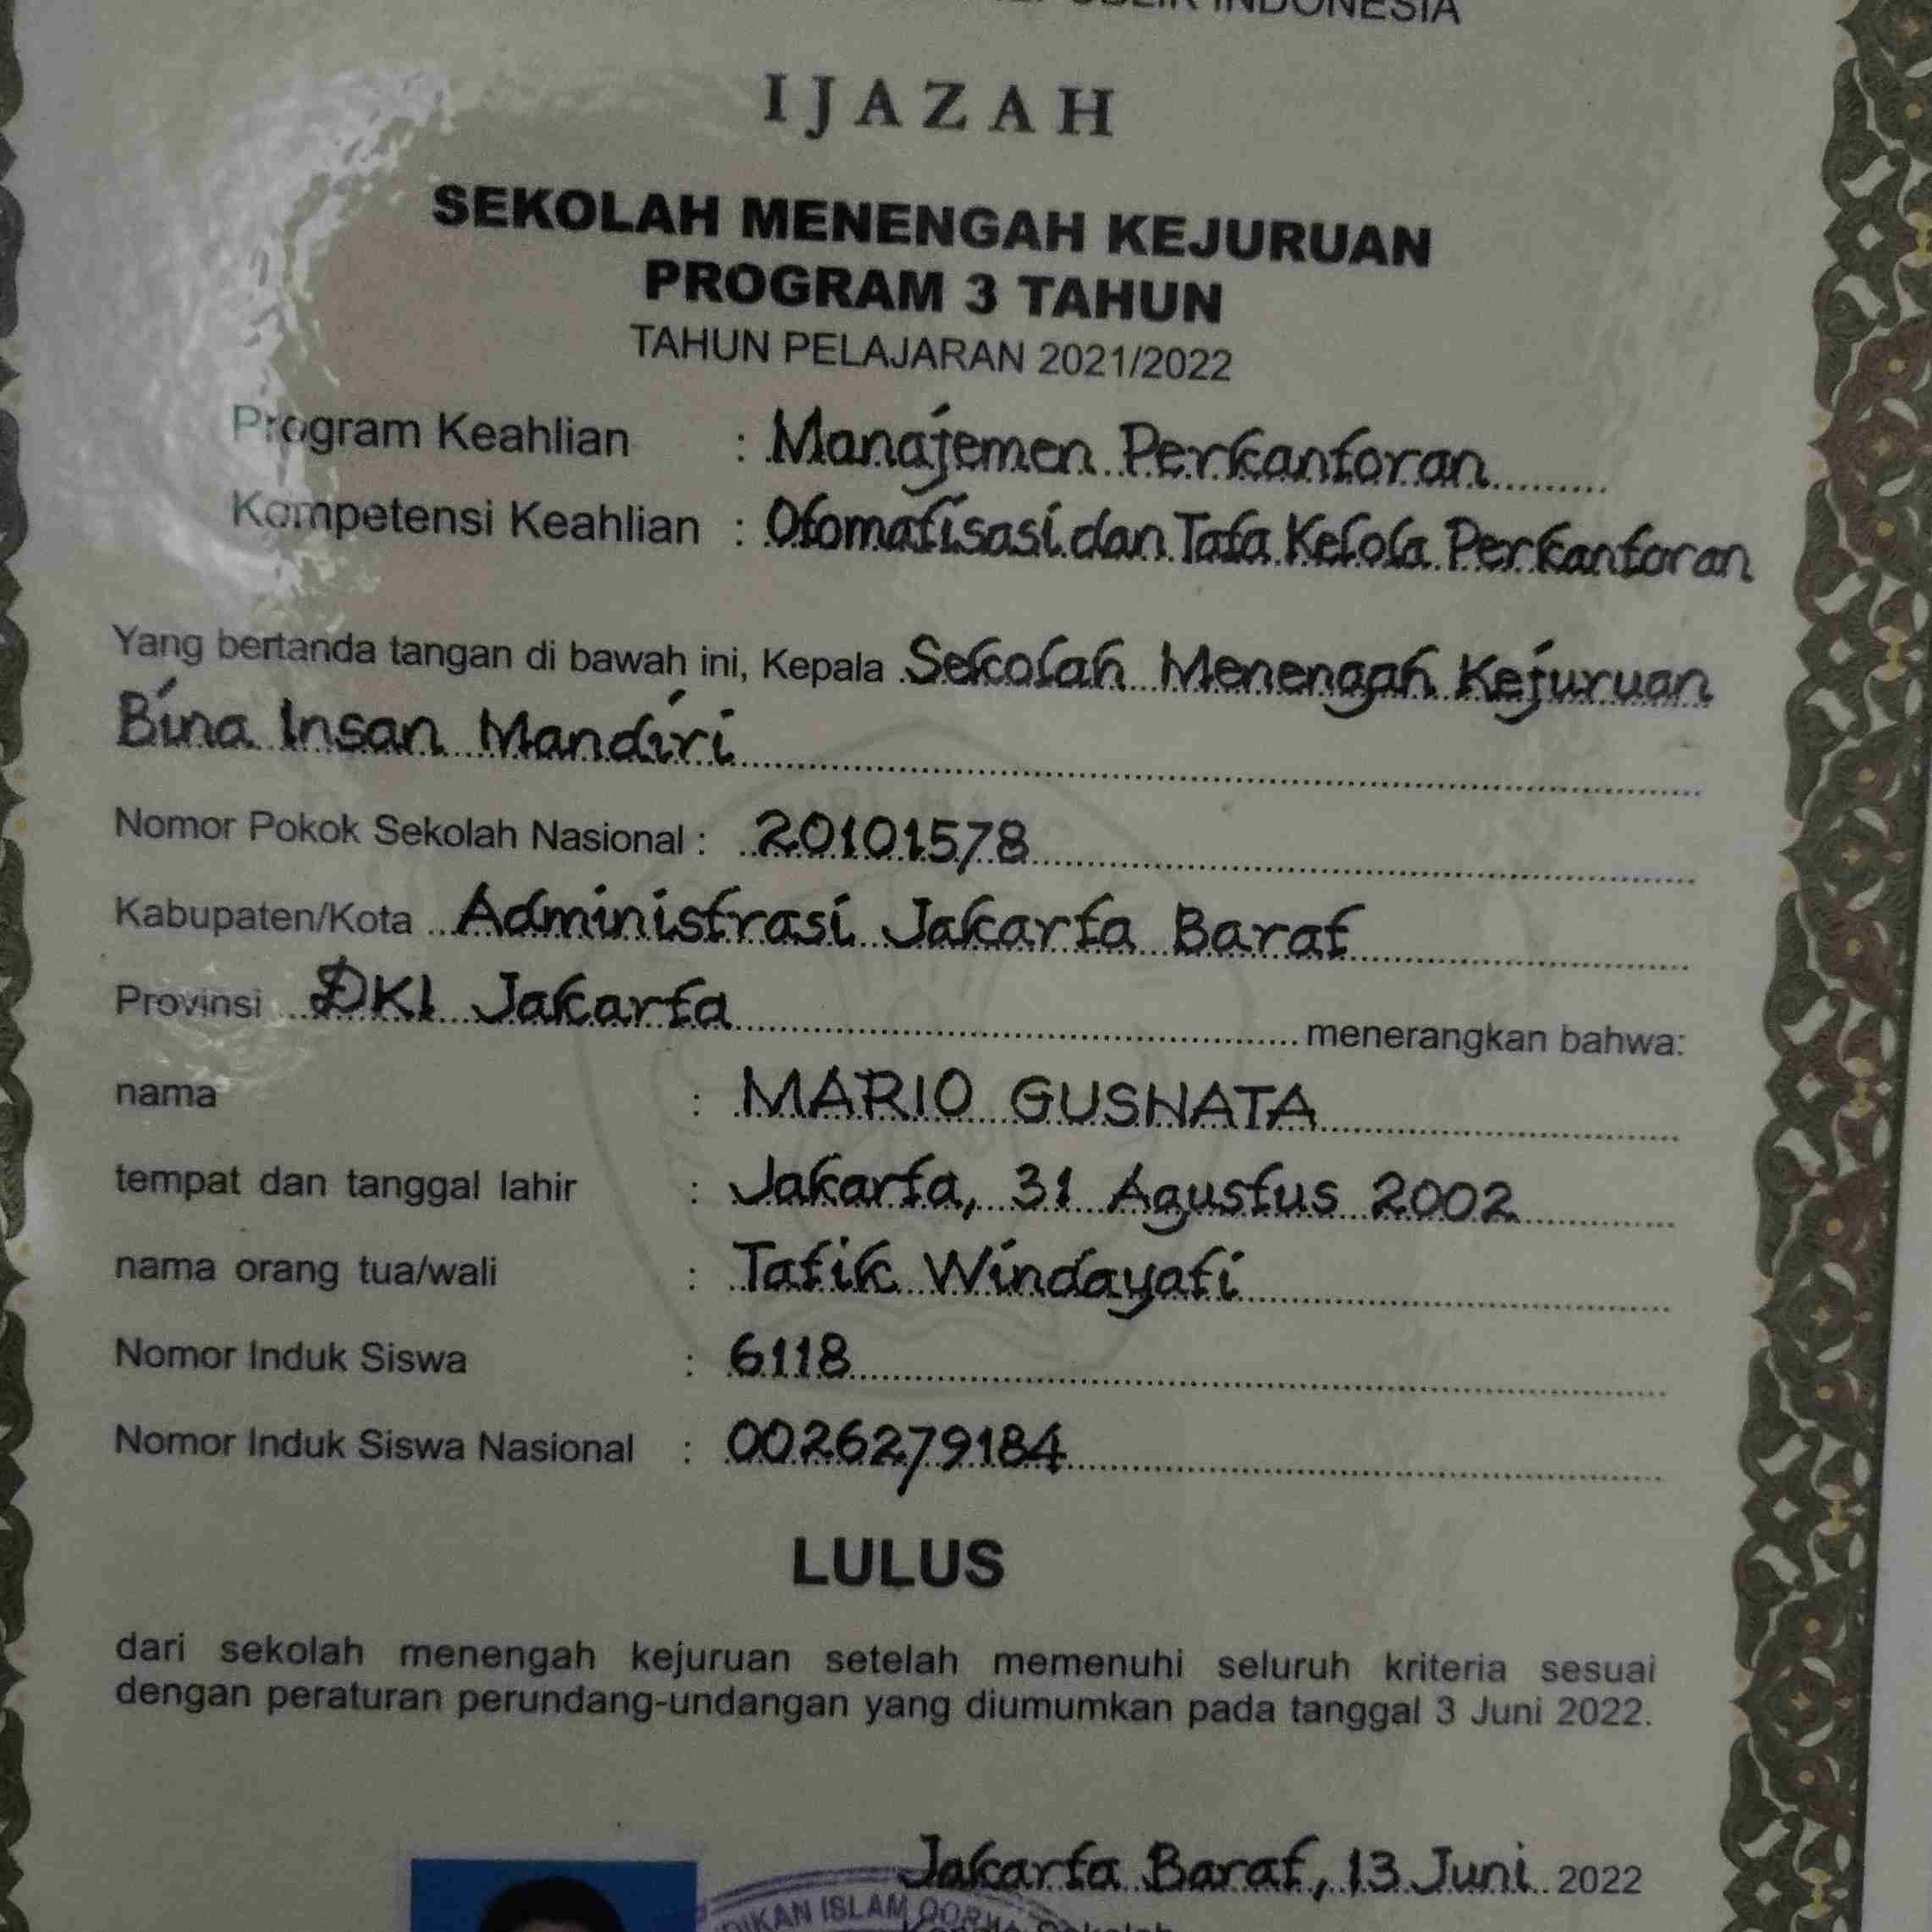 REPUBLIK INDONESIA
IJAZAH
SEKOLAH MENENGAH KEJURUAN
PROGRAM 3 TAHUN
TAHUN PELAJARAN 2021/2022
Program Keahlian : Manajemen Perkantoran
Kompetensi Keahlian : Otomatisasi dan Tata Kelola Perkantoran
Yang bertanda tangan di bawah ini, Kepala Sekolah Menengah Kejuruan
Bina Insan Mandiri
Nomor Pokok Sekolah Nasional : 20101578
Kabupaten/Kota Administrasi Jakarta Barat
Provinsi DKI Jakarta menerangkan bahwa:
nama : MARIO GUSNATA
tempat dan tanggal lahir : Jakarta, 31 Agustus 2002
nama orang tua/wali : Tatik Windayati
Nomor Induk Siswa : 6118
Nomor Induk Siswa Nasional : 0026279184
LULUS
dari sekolah menengah kejuruan setelah memenuhi seluruh kriteria sesuai
dengan peraturan perundang-undangan yang diumumkan pada tanggal 3 Juni 2022.
Jakarta Barat, 13 Juni 2022
ISLAM